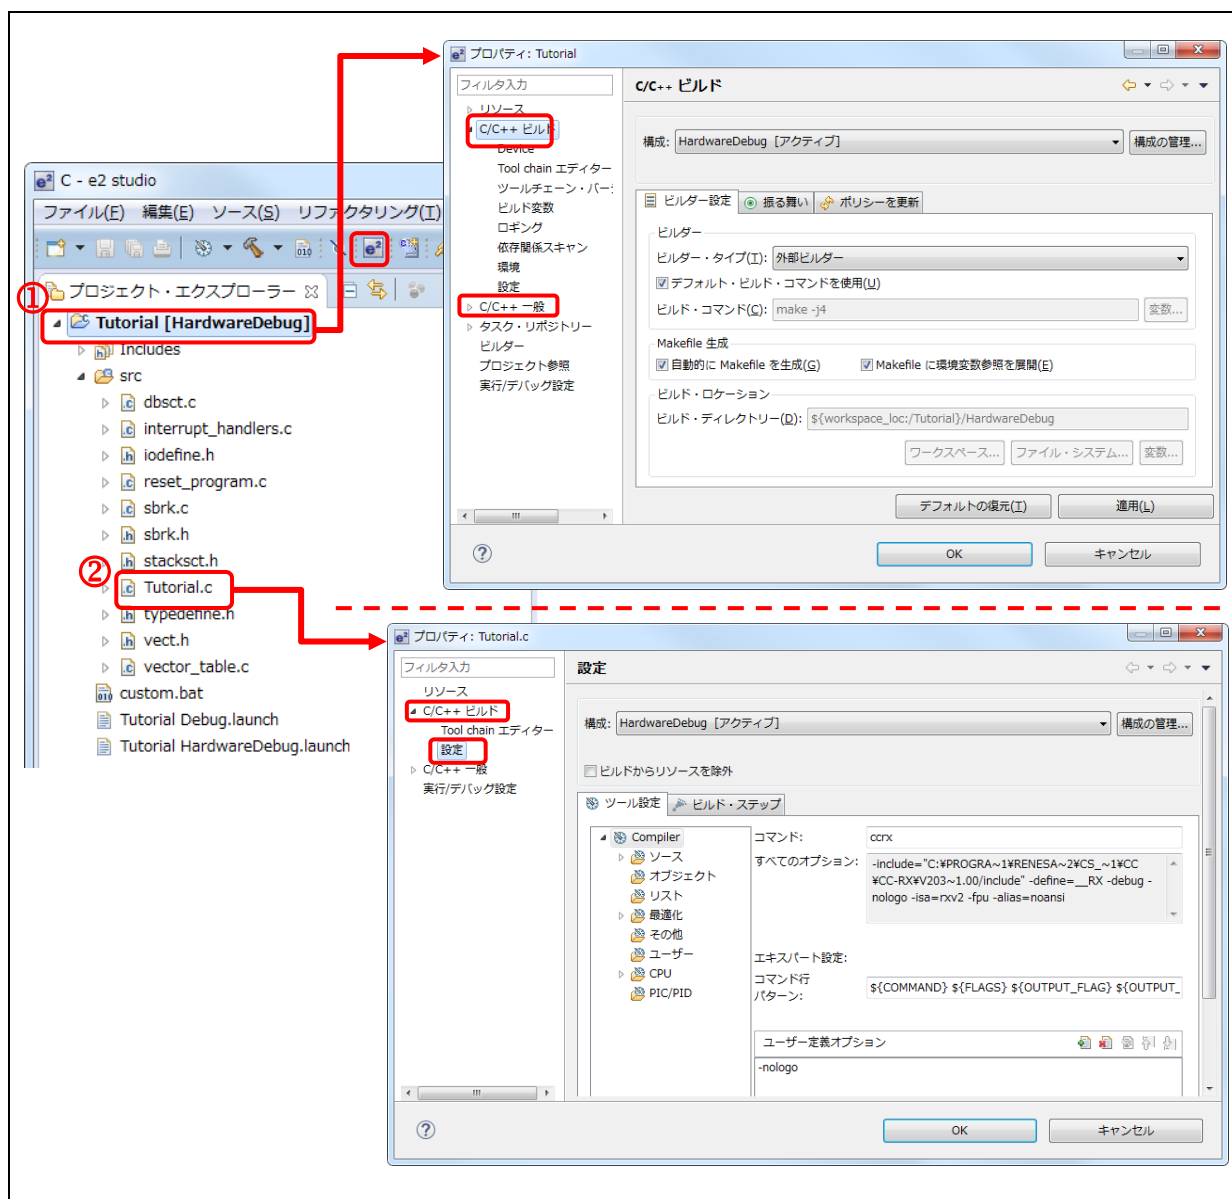 C - e2 studio
ファイル(F) 編集(E) ソース(S) リファクタリング(T)
①
プロジェクト・エクスプローラー
Tutorial [HardwareDebug]
Includes
src
dbsct.c
interrupt_handlers.c
iodefine.h
reset_program.c
sbrk.c
sbrk.h
stacksct.h
②
Tutorial.c
typedefine.h
vect.h
vector_table.c
custom.bat
Tutorial Debug.launch
Tutorial HardwareDebug.launch
プロパティ: Tutorial
フィルタ入力
リソース
C/C++ ビルド
Device
Tool chain エディター
ツールチェーン・バー
ビルド変数
ロギング
依存関係スキャン
環境
設定
C/C++ 一般
タスク・リポジトリー
ビルダー
プロジェクト参照
実行/デバッグ設定
C/C++ ビルド
構成: HardwareDebug [アクティブ] 構成の管理...
ビルダー設定 振る舞い ポリシーを更新
ビルダー
ビルダー・タイプ(T): 外部ビルダー
デフォルト・ビルド・コマンドを使用(U)
ビルド・コマンド(C): make -j4 変数...
Makefile 生成
自動的に Makefile を生成(G) Makefile に環境変数参照を展開(E)
ビルド・ロケーション
ビルド・ディレクトリー(D): ${workspace_loc:/Tutorial}/HardwareDebug
ワークスペース... ファイル・システム... 変数...
デフォルトの復元(T) 適用(L)
OK キャンセル
プロパティ: Tutorial.c
フィルタ入力
リソース
C/C++ ビルド
Tool chain エディター
設定
C/C++ 一般
実行/デバッグ設定
設定
構成: HardwareDebug [アクティブ] 構成の管理...
ビルドからリソースを除外
ツール設定 ビルド・ステップ
Compiler
ソース
オブジェクト
リスト
最適化
その他
ユーザー
CPU
PIC/PID
コマンド: ccrx
すべてのオプション: -include="C:¥PROGRA~1¥RENESA~2¥CS_~1¥CC
¥CC-RX¥V203~1.00/include" -define=__RX -debug -
nologo -isa=rxv2 -fpu -alias=noansi
エキスパート設定:
コマンド行
パターン: ${COMMAND} ${FLAGS} ${OUTPUT_FLAG} ${OUTPUT_
ユーザー定義オプション
-nologo
OK キャンセル